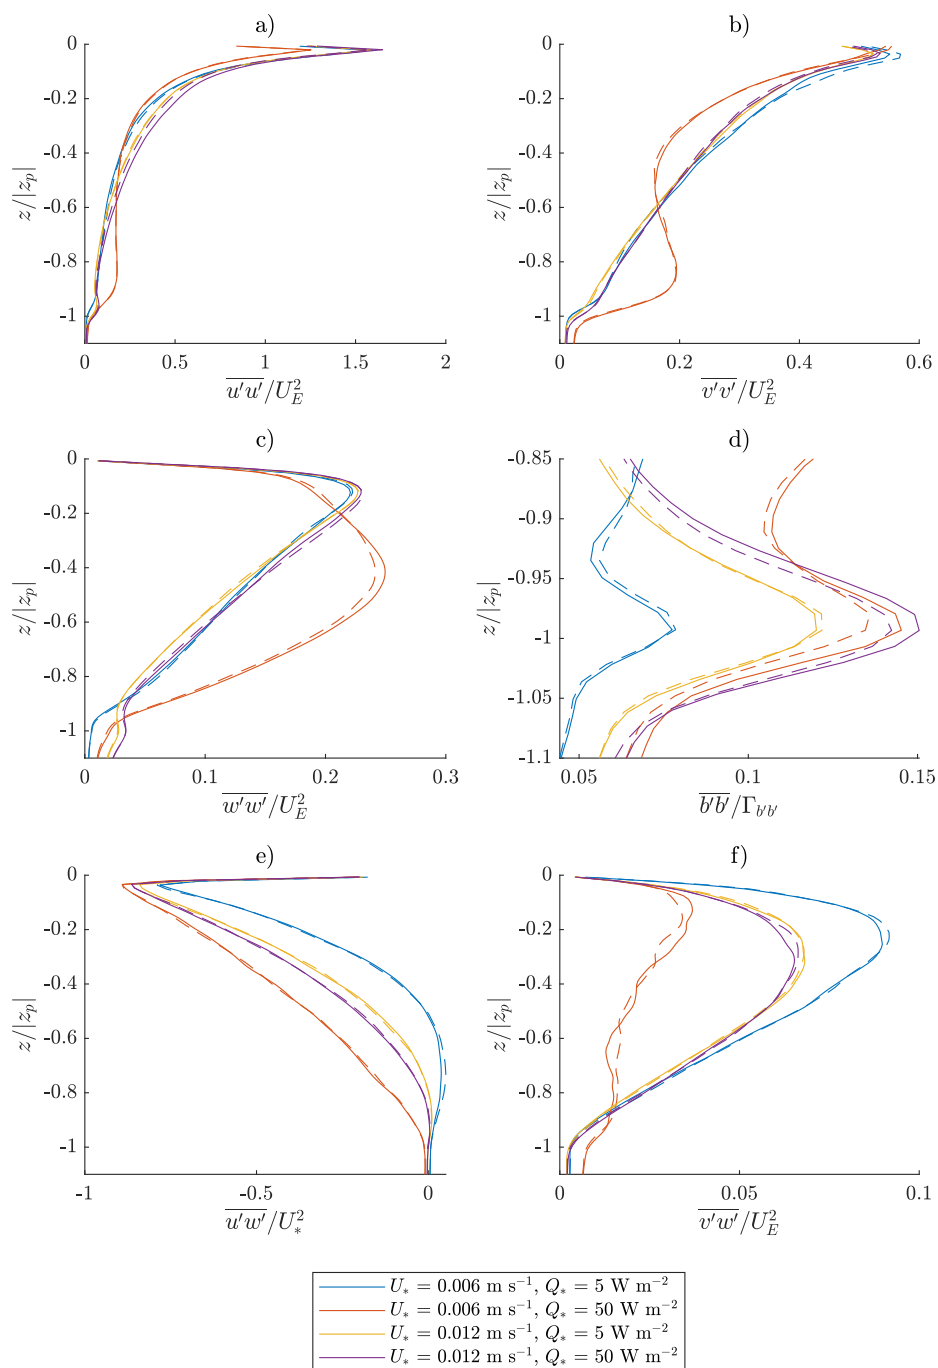 a)
0
-0.2
-0.4
-0.6
-0.8
-1
z/|z_p|
0 0.5 1 1.5 2
\overline{u'u'}/U_E^2
b)
0
-0.2
-0.4
-0.6
-0.8
-1
z/|z_p|
0 0.2 0.4 0.6
\overline{v'v'}/U_E^2
c)
0
-0.2
-0.4
-0.6
-0.8
-1
z/|z_p|
0 0.1 0.2 0.3
\overline{w'w'}/U_E^2
d)
-0.85
-0.9
-0.95
-1
-1.05
-1.1
z/|z_p|
0.05 0.1 0.15
\overline{b'b'}/Γ_{b'b'}
e)
0
-0.2
-0.4
-0.6
-0.8
-1
z/|z_p|
-1 -0.5 0
\overline{u'w'}/U_*^2
f)
0
-0.2
-0.4
-0.6
-0.8
-1
z/|z_p|
0 0.05 0.1
\overline{v'w'}/U_E^2
U_* = 0.006 m s^{-1}, Q_* = 5 W m^{-2}
U_* = 0.006 m s^{-1}, Q_* = 50 W m^{-2}
U_* = 0.012 m s^{-1}, Q_* = 5 W m^{-2}
U_* = 0.012 m s^{-1}, Q_* = 50 W m^{-2}